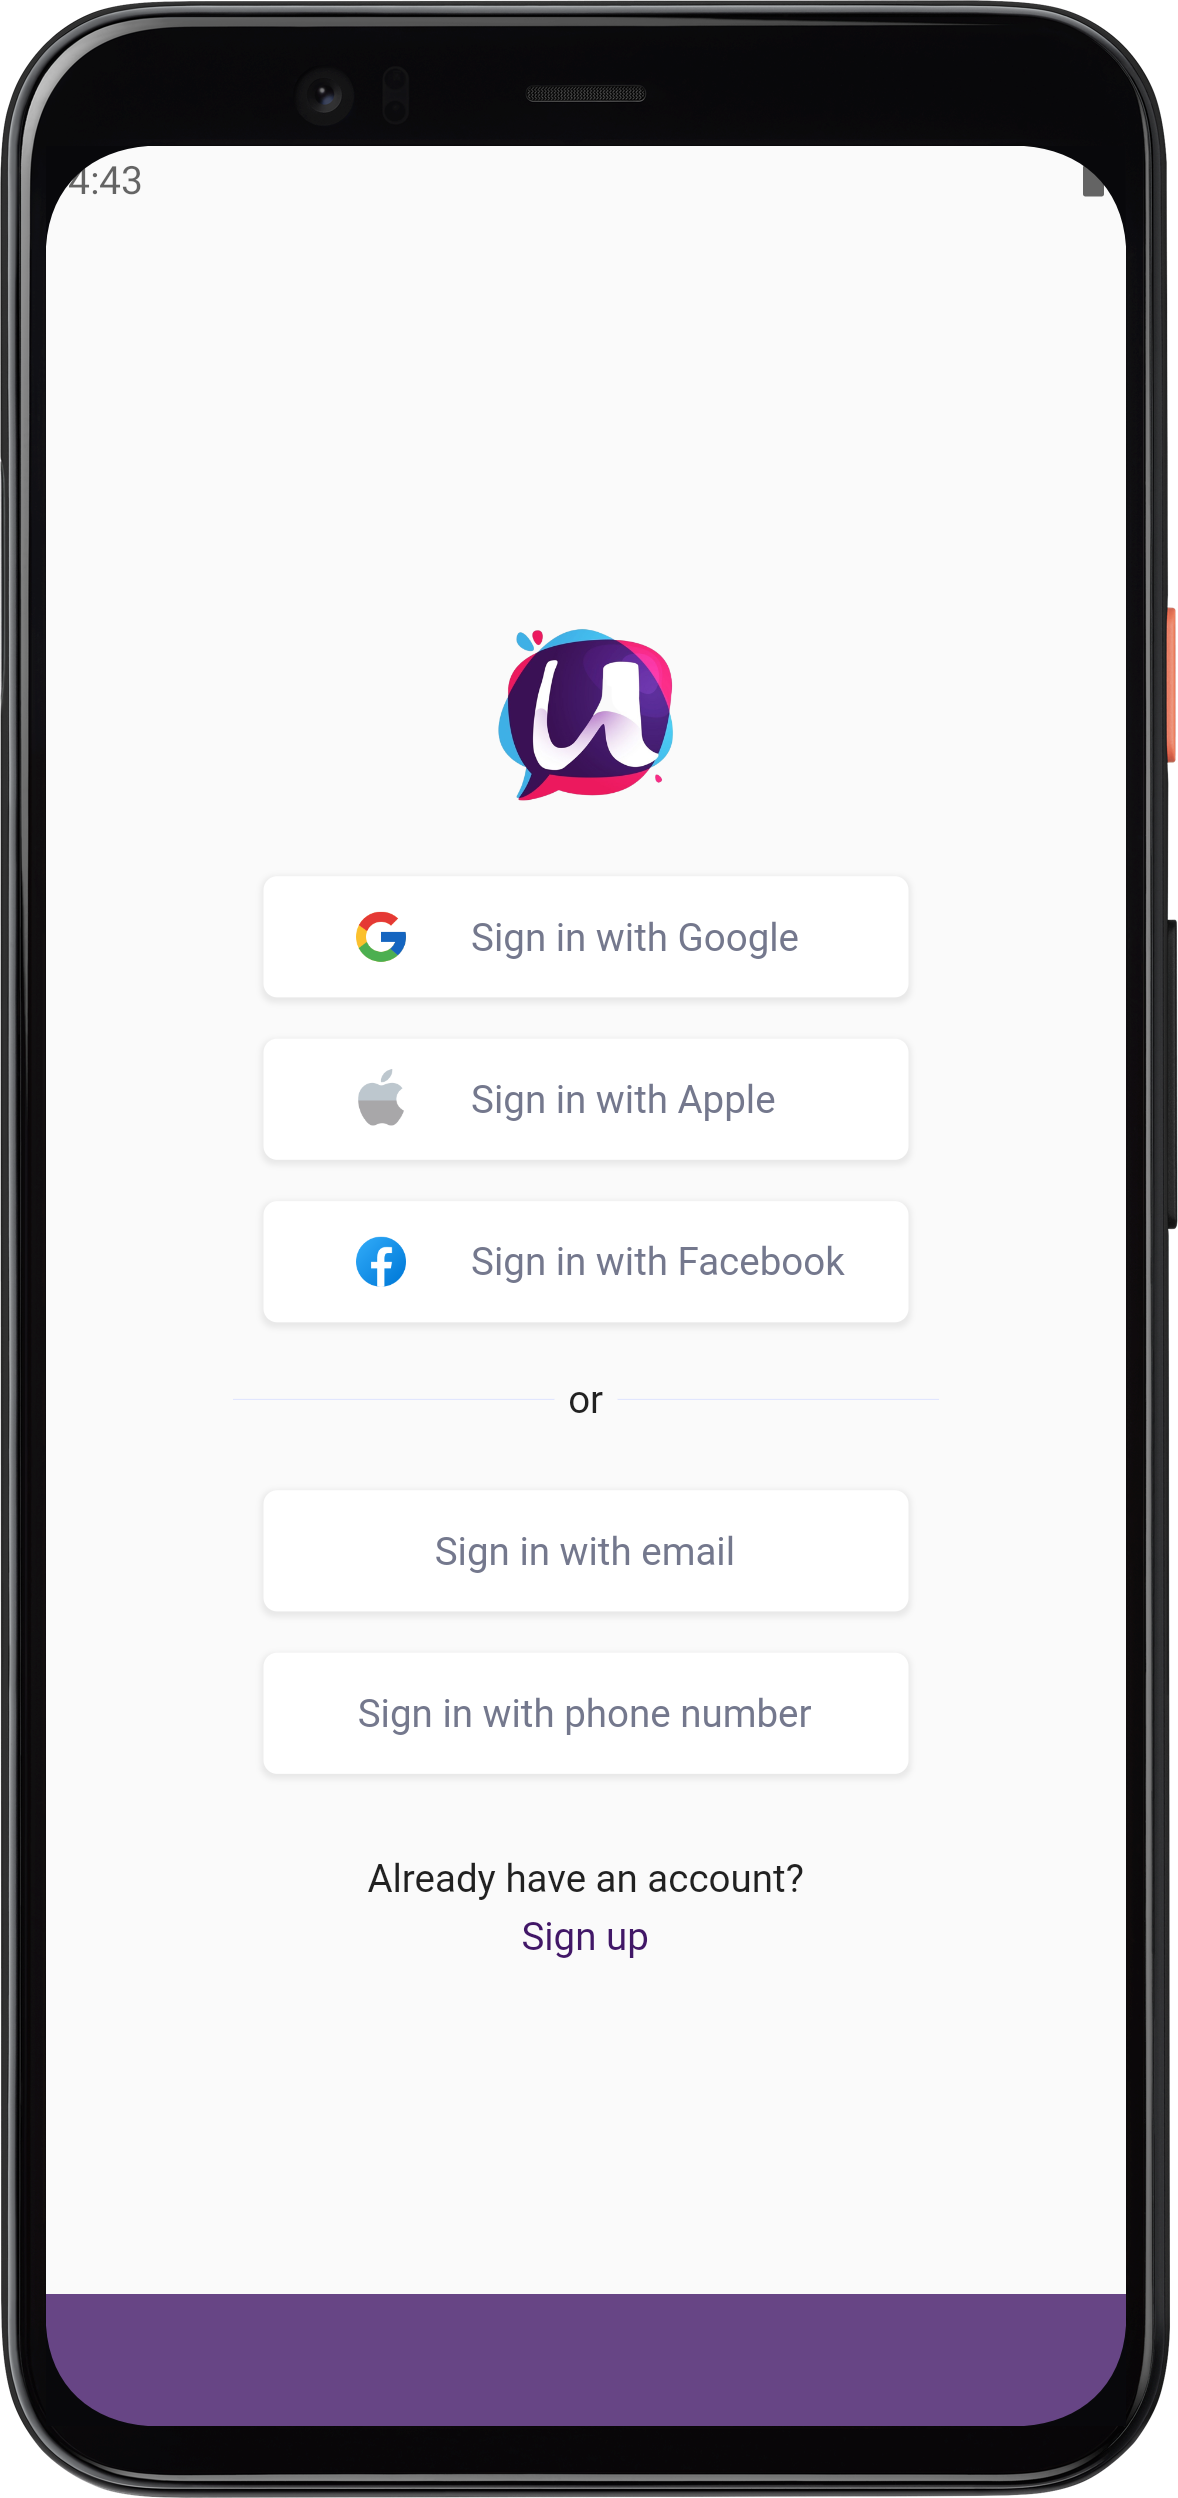 4:43
u
Sign in with Google
Sign in with Apple
Sign in with Facebook
or
Sign in with email
Sign in with phone number
Already have an account?
Sign up